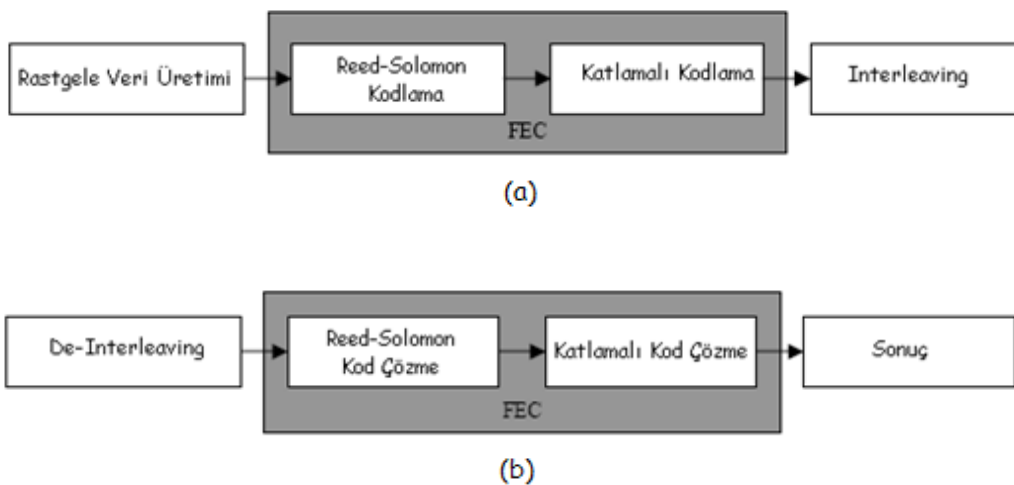 Rastgele Veri Üretimi
Reed-Solomon
Kodlama
Katlamalı Kodlama
Interleaving
FEC
(a)
De-Interleaving
Reed-Solomon
Kod Çözme
Katlamalı Kod Çözme
Sonuç
FEC
(b)